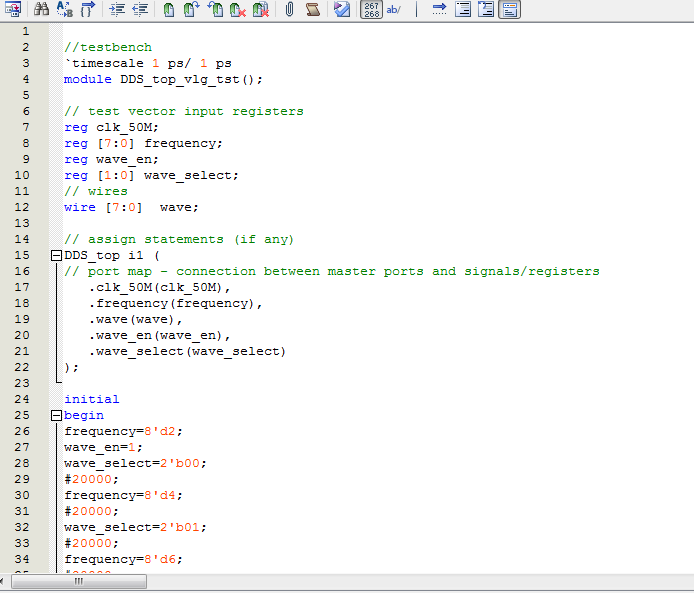 267
268
ab/
1
2 //testbench
3 `timescale 1 ps/ 1 ps
4 module DDS_top_vlg_tst();
5
6 // test vector input registers
7 reg clk_50M;
8 reg [7:0] frequency;
9 reg wave_en;
10 reg [1:0] wave_select;
11 // wires
12 wire [7:0]  wave;
13
14 // assign statements (if any)
15 DDS_top i1 (
16 // port map - connection between master ports and signals/registers
17 .clk_50M(clk_50M),
18 .frequency(frequency),
19 .wave(wave),
20 .wave_en(wave_en),
21 .wave_select(wave_select)
22 );
23
24 initial
25 begin
26 frequency=8'd2;
27 wave_en=1;
28 wave_select=2'b00;
29 #20000;
30 frequency=8'd4;
31 #20000;
32 wave_select=2'b01;
33 #20000;
34 frequency=8'd6;